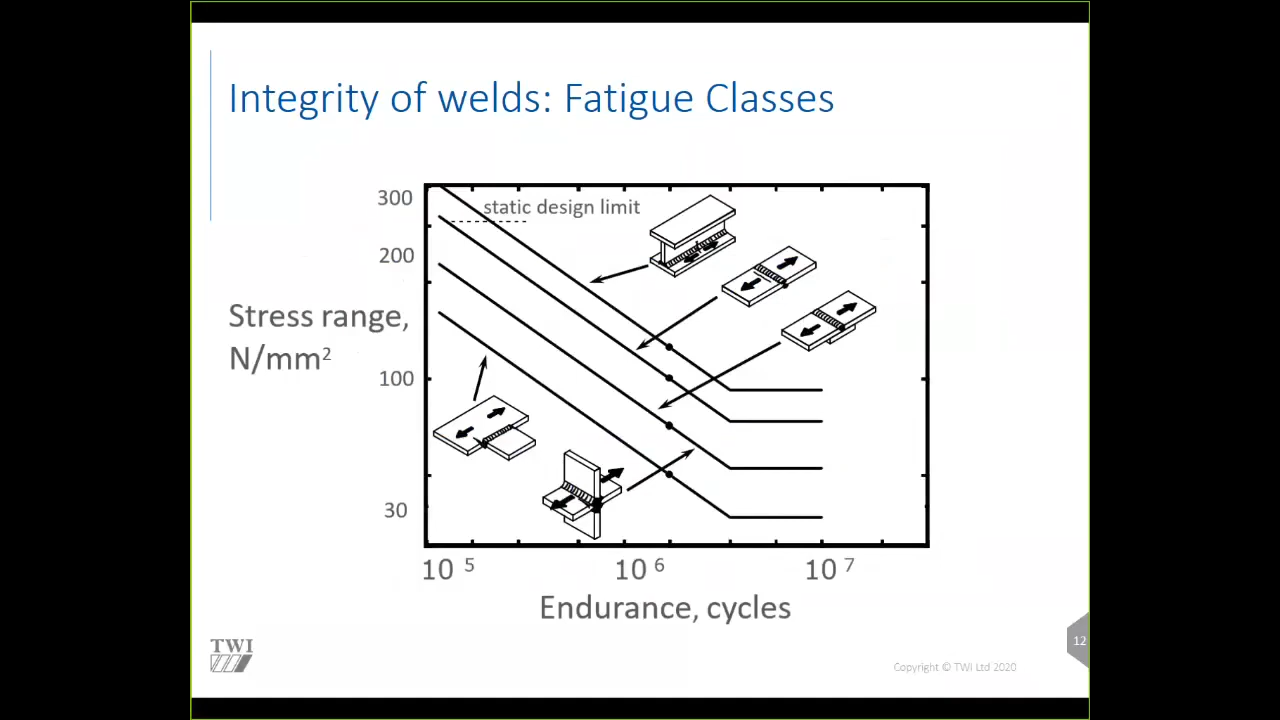 Integrity of welds: Fatigue Classes
300
static design limit
200
Stress range,
N/mm²
100
30
10 5
10 6
10 7
Endurance, cycles
TWI
12
Copyright © TWI Ltd 2020